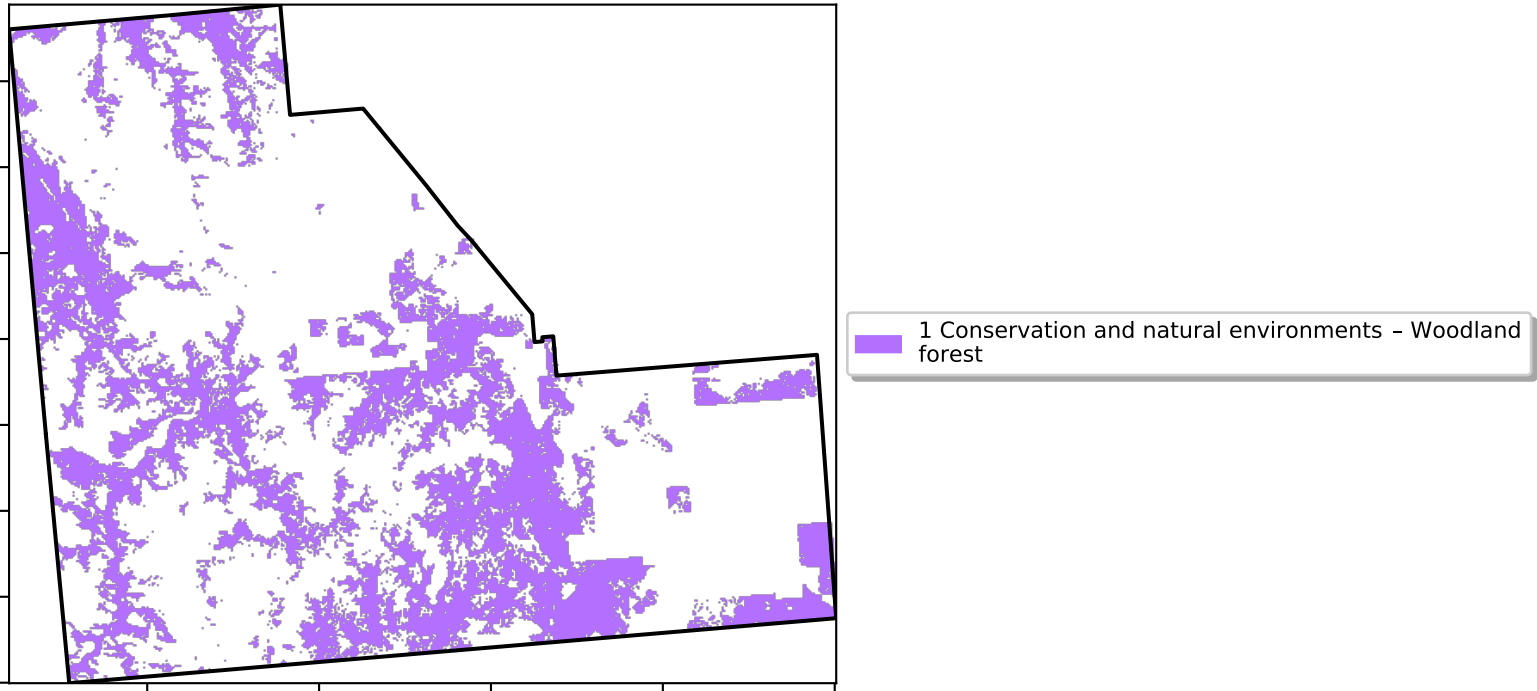 1 Conservation and natural environments – Woodland
forest